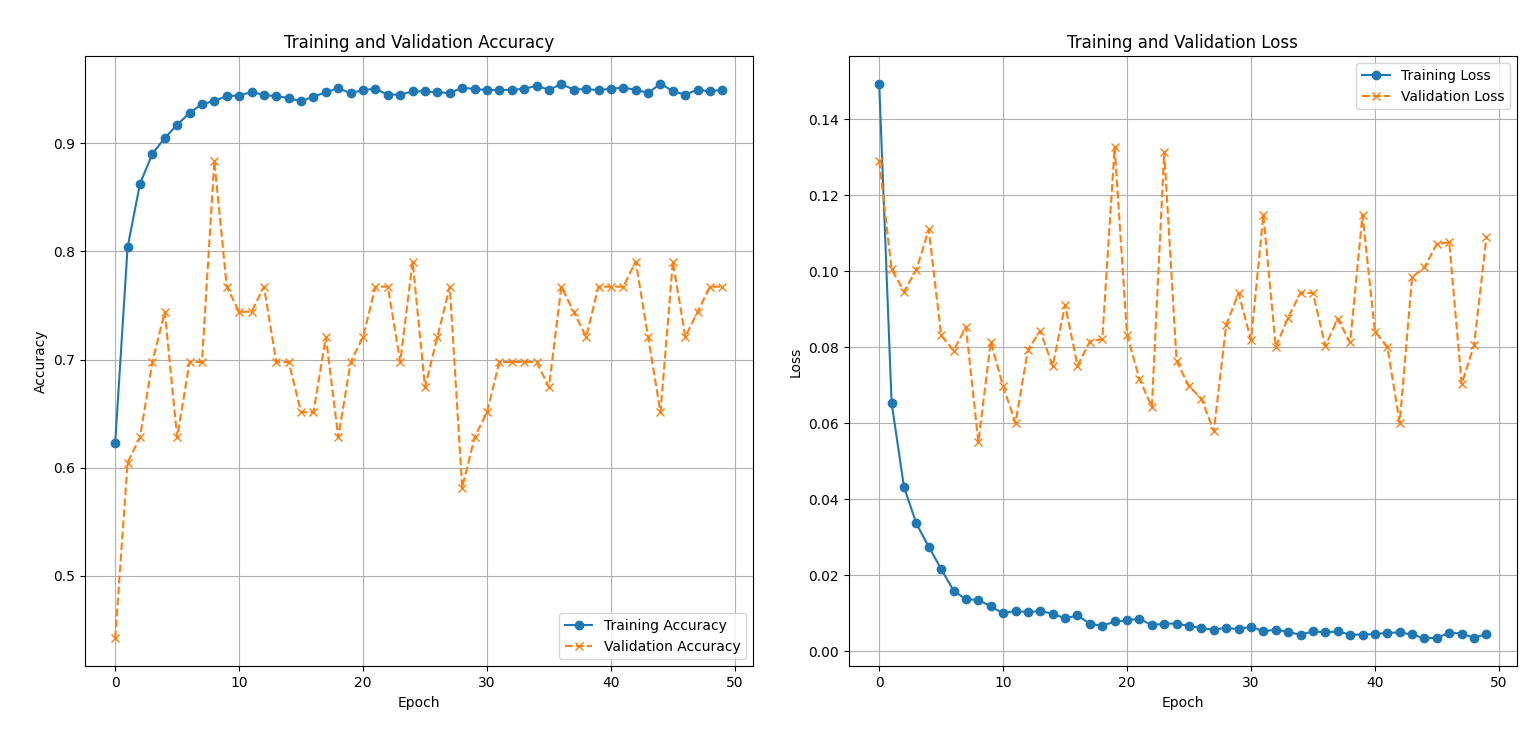 Training and Validation Accuracy
Accuracy
0.9
0.8
0.7
0.6
0.5
Training Accuracy
Validation Accuracy
0 10 20 30 40 50
Epoch
Training and Validation Loss
Loss
Training Loss
Validation Loss
0.14
0.12
0.10
0.08
0.06
0.04
0.02
0.00
0 10 20 30 40 50
Epoch